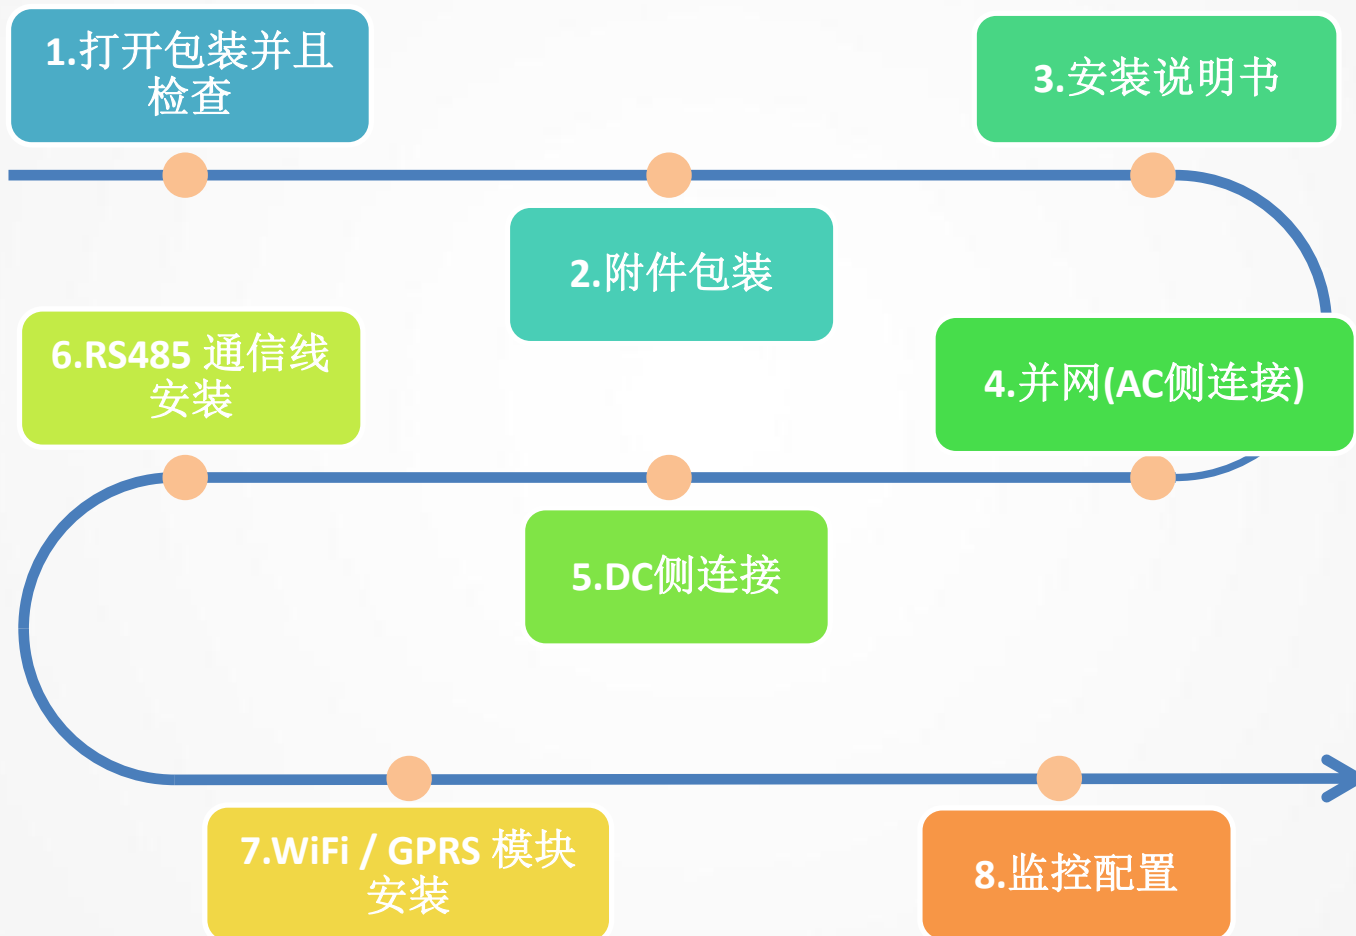 1.打开包装并且
检查
2.附件包装
3.安装说明书
4.并网(AC侧连接)
5.DC侧连接
6.RS485 通信线
安装
7.WiFi / GPRS 模块
安装
8.监控配置